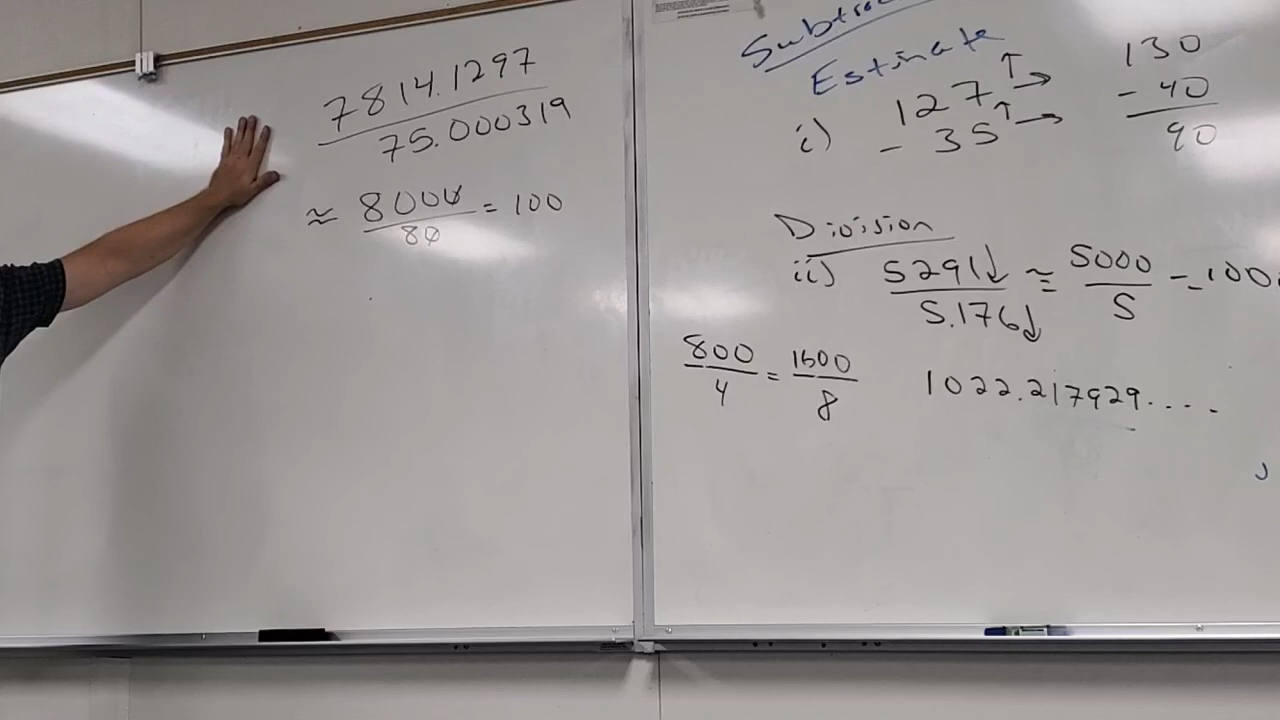 7814.1297
75.000319
≈ 8000 = 100
80
Estimate
i) 127 ↑ → 130
- 35 ↑ → - 40
90
Division
ii) 5291↓ ≈ 5000 = 100
5.176↓ 5
800 = 1600
4 8
1022.217929....